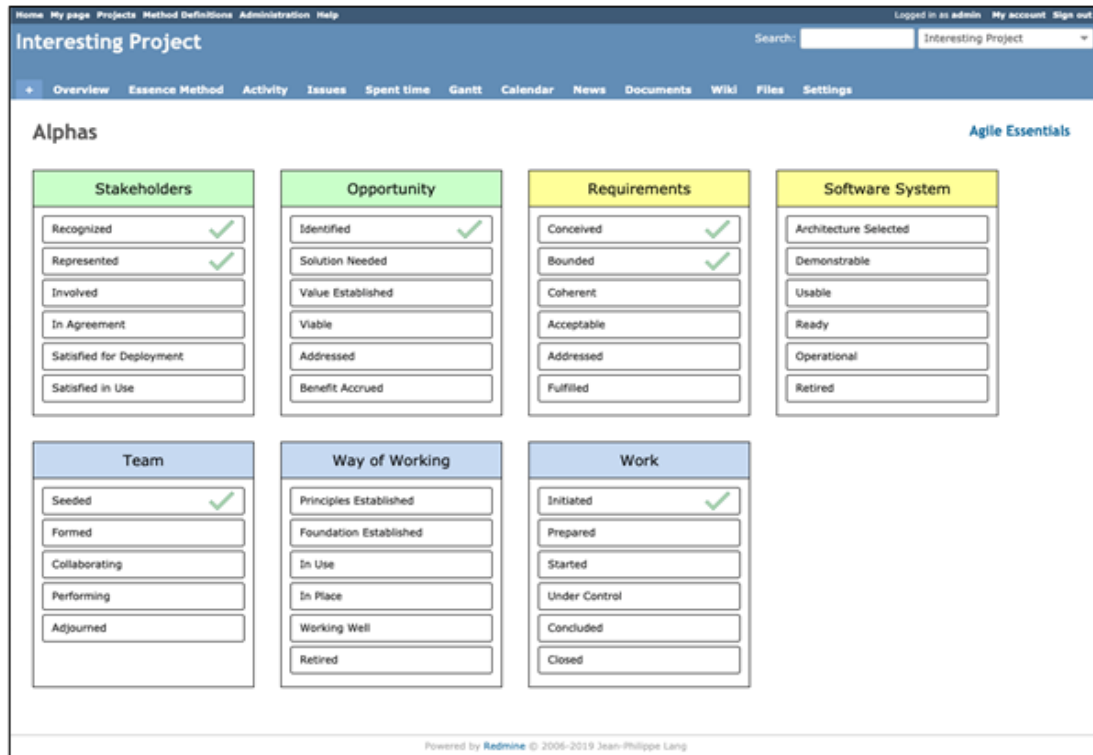 Home My page Projects Method Definitions Administration Help Logged in as admin My account Sign out
Interesting Project Search: Interesting Project
+ Overview Essence Method Activity Issues Spent time Gantt Calendar News Documents Wiki Files Settings
Alphas Agile Essentials
Stakeholders
Recognized
Represented
Involved
In Agreement
Satisfied for Deployment
Satisfied in Use
Opportunity
Identified
Solution Needed
Value Established
Viable
Addressed
Benefit Accrued
Requirements
Conceived
Bounded
Coherent
Acceptable
Addressed
Fulfilled
Software System
Architecture Selected
Demonstrable
Usable
Ready
Operational
Retired
Team
Seeded
Formed
Collaborating
Performing
Adjourned
Way of Working
Principles Established
Foundation Established
In Use
In Place
Working Well
Retired
Work
Initiated
Prepared
Started
Under Control
Concluded
Closed
Powered by Redmine © 2006-2019 Jean-Philippe Lang